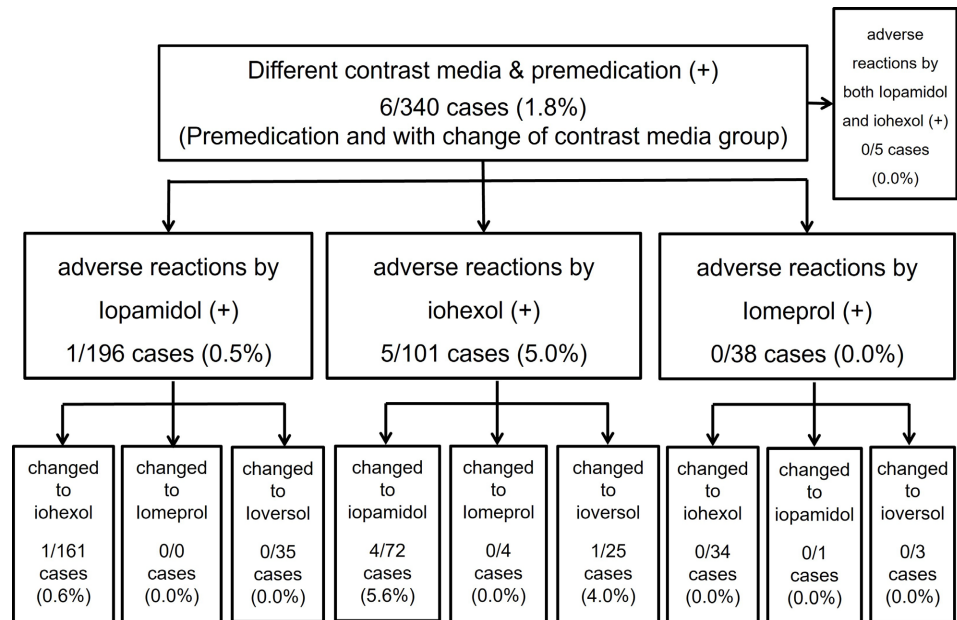 Different contrast media & premedication (+)
6/340 cases (1.8%)
(Premedication and with change of contrast media group)
adverse
reactions by
both Iopamidol
and iohexol (+)
0/5 cases
(0.0%)
adverse reactions by
Iopamidol (+)
1/196 cases (0.5%)
adverse reactions by
iohexol (+)
5/101 cases (5.0%)
adverse reactions by
Iomeprol (+)
0/38 cases (0.0%)
changed
to
iohexol
1/161
cases
(0.6%)
changed
to
Iomeprol
0/0
cases
(0.0%)
changed
to
Ioversol
0/35
cases
(0.0%)
changed
to
iopamidol
4/72
cases
(5.6%)
changed
to
Iomeprol
0/4
cases
(0.0%)
changed
to
ioversol
1/25
cases
(4.0%)
changed
to
iohexol
0/34
cases
(0.0%)
changed
to
iopamidol
0/1
cases
(0.0%)
changed
to
ioversol
0/3
cases
(0.0%)